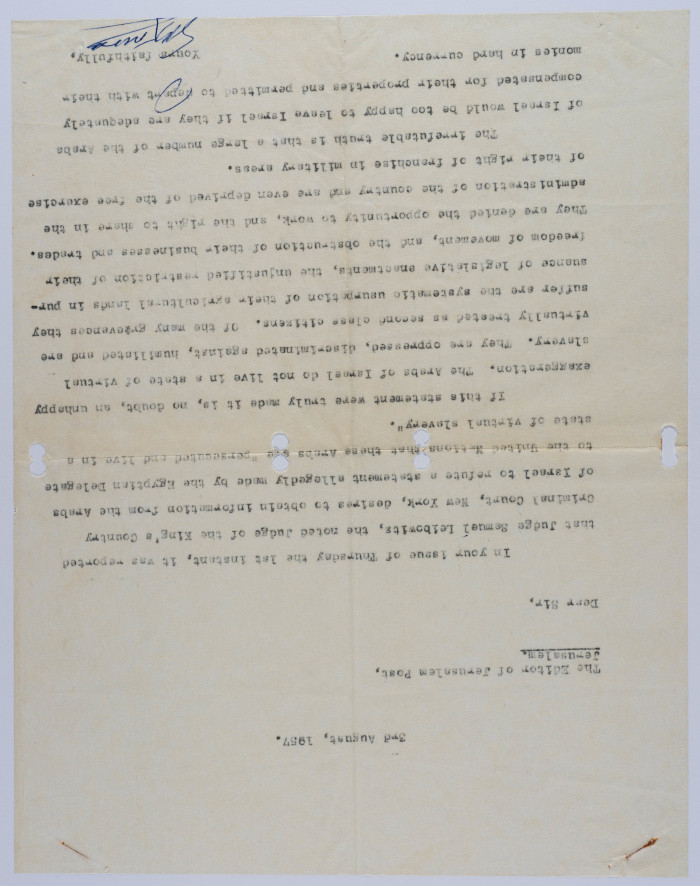 3rd August, 1957.
The Editor of Jerusalem Post,
Jerusalem.
Dear Sir,
In your issue of Thursday the 1st instant, it was reported
that Judge Samuel Leibowitz, the noted Judge of the King's Country
Criminal Court, New York, desires to obtain information from the Arabs
of Israel to refute a statement allegedly made by the Egyptian Delegate
to the United Nations that these Arabs are "persecuted and live in a
state of virtual slavery".
If this statement were truly made it is, no doubt, an unhappy
exaggeration. The Arabs of Israel do not live in a state of virtual
slavery. They are oppressed, discriminated against, humiliated and are
virtually treated as second class citizens. Of the many grievences they
suffer are the systematic usurption of their agricultural lands in pur-
suance of legislative enactments, the unjustified restriction of their
freedom of movement, and the obstruction of their businesses and trades.
They are denied the opportunity to work, and the right to share in the
administration of the country and are even deprived of the free exercise
of their right of franchise in military areas.
The irrefutable truth is that a large number of the Arabs
of Israel would be too happy to leave Israel if they are adequately
compensated for their properties and permitted to depart with their
monies in hard currency.
Yours faithfully,